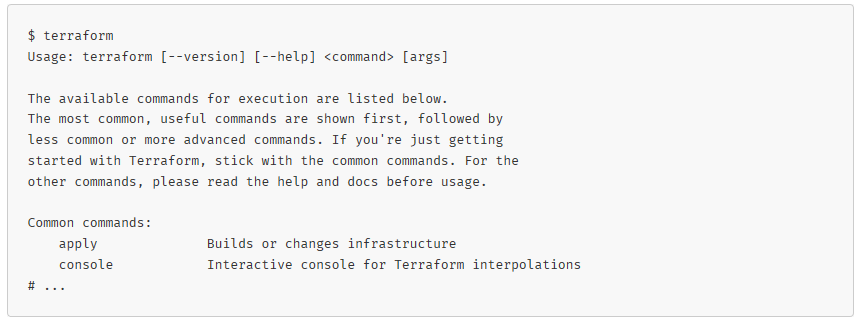 $ terraform
Usage: terraform [--version] [--help] <command> [args]
The available commands for execution are listed below.
The most common, useful commands are shown first, followed by
less common or more advanced commands. If you're just getting
started with Terraform, stick with the common commands. For the
other commands, please read the help and docs before usage.
Common commands:
    apply            Builds or changes infrastructure
    console          Interactive console for Terraform interpolations
# ...